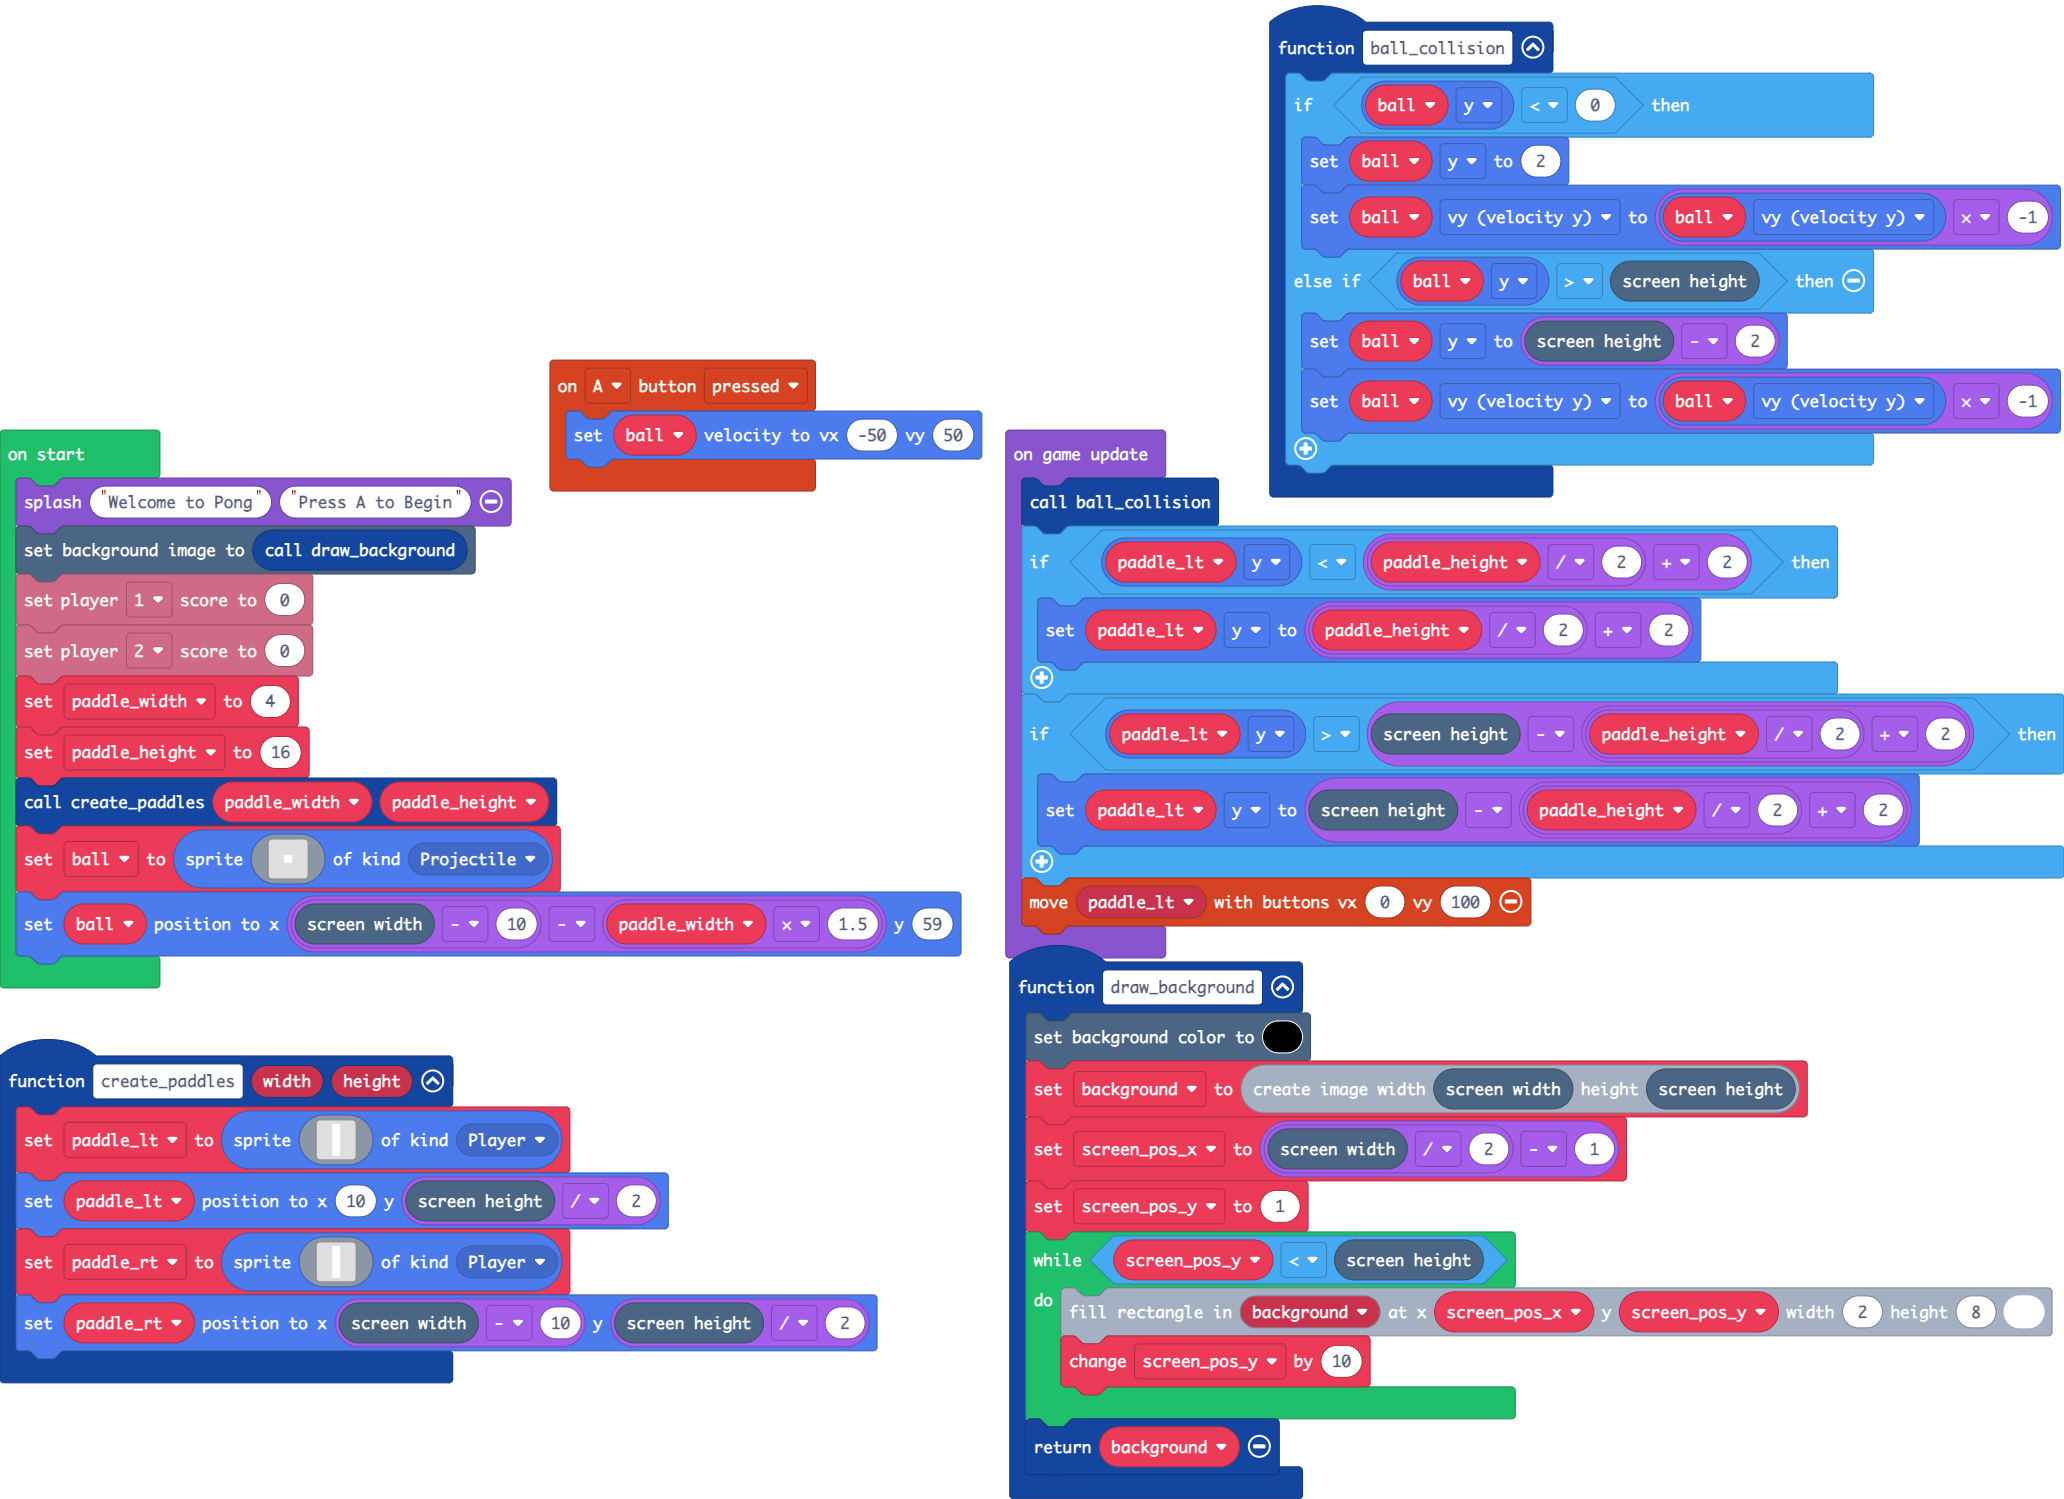 function ball_collision
if ball y < 0 then
set ball y to 2
set ball vy (velocity y) to ball vy (velocity y) × -1
else if ball y > screen height then
set ball y to screen height - 2
set ball vy (velocity y) to ball vy (velocity y) × -1
on A button pressed
set ball velocity to vx -50 vy 50
on start
splash "Welcome to Pong" "Press A to Begin"
set background image to call draw_background
set player 1 score to 0
set player 2 score to 0
set paddle_width to 4
set paddle_height to 16
call create_paddles paddle_width paddle_height
set ball to sprite of kind Projectile
set ball position to x screen width - 10 - paddle_width × 1.5 y 59
on game update
call ball_collision
if paddle_lt y < paddle_height / 2 + 2 then
set paddle_lt y to paddle_height / 2 + 2
if paddle_lt y > screen height - paddle_height / 2 + 2 then
set paddle_lt y to screen height - paddle_height / 2 + 2
move paddle_lt with buttons vx 0 vy 100
function create_paddles width height
set paddle_lt to sprite of kind Player
set paddle_lt position to x 10 y screen height / 2
set paddle_rt to sprite of kind Player
set paddle_rt position to x screen width - 10 y screen height / 2
function draw_background
set background color to
set background to create image width screen width height screen height
set screen_pos_x to screen width / 2 - 1
set screen_pos_y to 1
while screen_pos_y < screen height
do
fill rectangle in background at x screen_pos_x y screen_pos_y width 2 height 8
change screen_pos_y by 10
return background